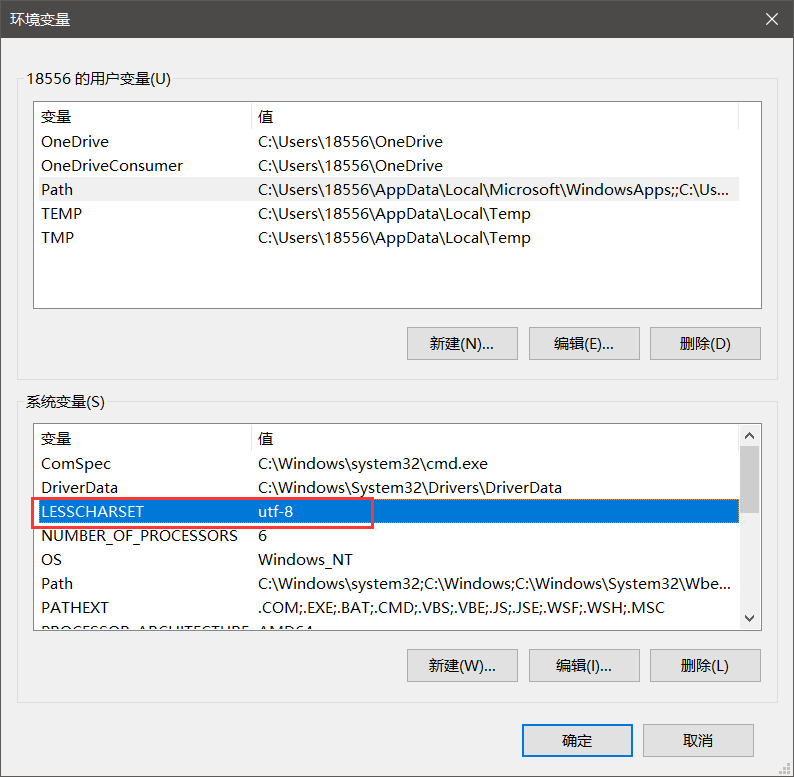 环境变量
18556 的用户变量(U)
变量 值
OneDrive C:\Users\18556\OneDrive
OneDriveConsumer C:\Users\18556\OneDrive
Path C:\Users\18556\AppData\Local\Microsoft\WindowsApps;;C:\Us...
TEMP C:\Users\18556\AppData\Local\Temp
TMP C:\Users\18556\AppData\Local\Temp
新建(N)... 编辑(E)... 删除(D)
系统变量(S)
变量 值
ComSpec C:\Windows\system32\cmd.exe
DriverData C:\Windows\System32\Drivers\DriverData
LESSCHARSET utf-8
NUMBER_OF_PROCESSORS 6
OS Windows_NT
Path C:\Windows\system32;C:\Windows;C:\Windows\System32\Wbe...
PATHEXT .COM;.EXE;.BAT;.CMD;.VBS;.VBE;.JS;.JSE;.WSF;.WSH;.MSC
PROCESSOR_ARCHITECTURE AMD64
新建(W)... 编辑(I)... 删除(L)
确定 取消